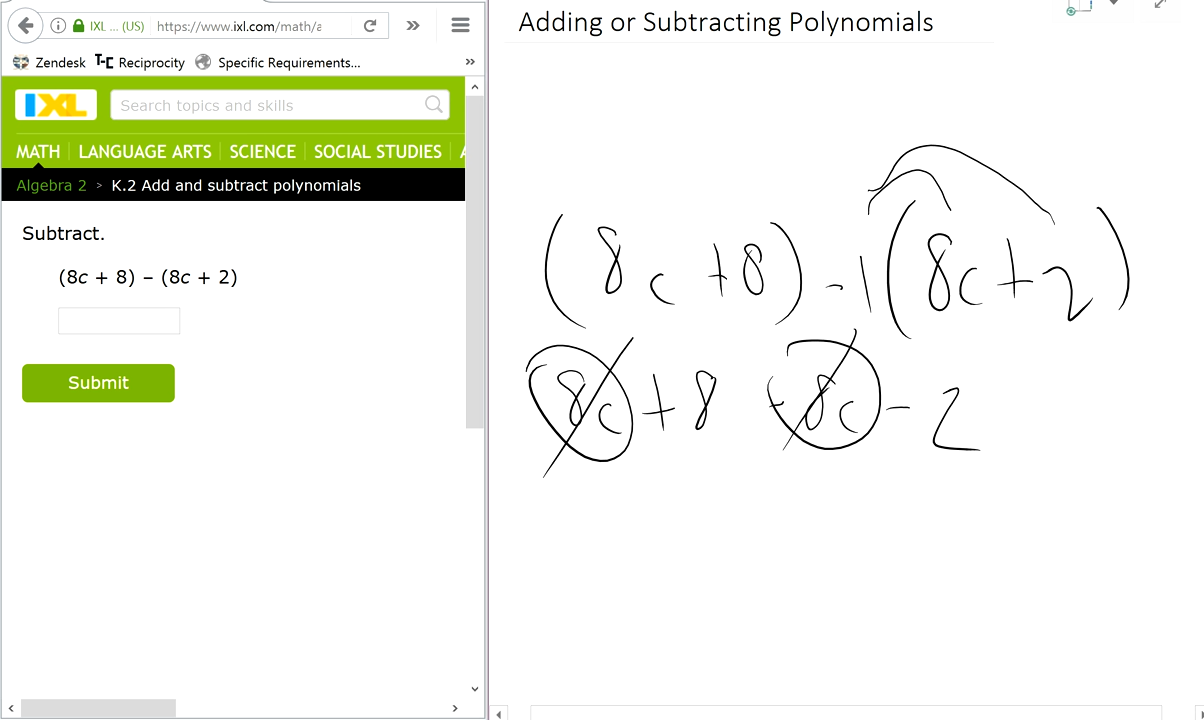 IXL ... (US) https://www.ixl.com/math/a
Zendesk T-C Reciprocity Specific Requirements...
IXL Search topics and skills
MATH LANGUAGE ARTS SCIENCE SOCIAL STUDIES
Algebra 2 > K.2 Add and subtract polynomials
Subtract.
(8c + 8) – (8c + 2)
Submit
Adding or Subtracting Polynomials
(8c +8) -1(8c+2)
8c +8 -8c -2